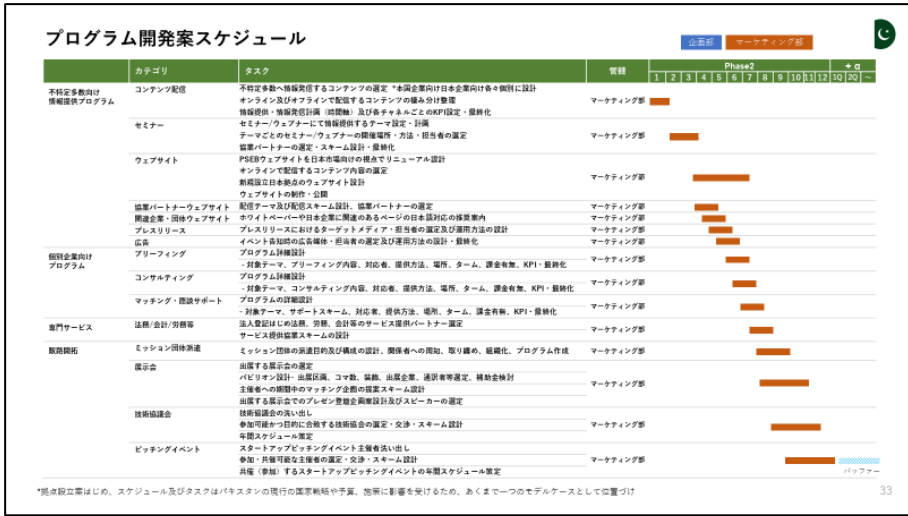 プログラム開発案スケジュール
企画部 マーケティング部
カテゴリ タスク 管轄 Phase2 +α
1 2 3 4 5 6 7 8 9 10 11 12 1Q 2Q ～
不特定多数向け
情報提供プログラム
コンテンツ配信
不特定多数へ情報発信するコンテンツの選定 *本国企業向け日本企業向け各々個別に設計
オンライン及びオフラインで配信するコンテンツの棲み分け整理
情報提供・情報発信計画（時間軸）及び各チャネルごとのKPI設定・最終化
マーケティング部
セミナー
セミナー/ウェブナーにて情報提供するテーマ設定・計画
テーマごとのセミナー/ウェブナーの開催場所・方法・担当者の選定
協業パートナーの選定・スキーム設計・最終化
マーケティング部
ウェブサイト
PSEBウェブサイトを日本市場向けの視点でリニューアル設計
オンラインで配信するコンテンツ内容の選定
新規設立日本拠点のウェブサイト設計
ウェブサイトの制作・公開
マーケティング部
協業パートナーウェブサイト 配信テーマ及び配信スキーム設計、協業パートナーの選定 マーケティング部
関連企業・団体ウェブサイト ホワイトペーパーや日本企業に関連のあるページの日本語対応の推奨案内 マーケティング部
プレスリリース プレスリリースにおけるターゲットメディア・担当者の選定及び運用方法の設計 マーケティング部
広告 イベント告知時の広告媒体・担当者の選定及び運用方法の設計・最終化 マーケティング部
個別企業向け
プログラム
ブリーフィング
プログラム詳細設計
- 対象テーマ、ブリーフィング内容、対応者、提供方法、場所、ターム、課金有無、KPI・最終化
マーケティング部
コンサルティング
プログラム詳細設計
- 対象テーマ、コンサルティング内容、対応者、提供方法、場所、ターム、課金有無、KPI・最終化
マーケティング部
マッチング・商談サポート
プログラムの詳細設計
- 対象テーマ、サポートスキーム、対応者、提供方法、場所、ターム、課金有無、KPI・最終化
マーケティング部
専門サービス
法務/会計/労務等
法人登記はじめ法務、労務、会計等のサービス提供パートナー選定
サービス提供協業スキームの設計
マーケティング部
販路開拓
ミッション団体派遣
ミッション団体の派遣目的及び構成の設計、関係者への周知、取り纏め、組織化、プログラム作成
マーケティング部
展示会
出展する展示会の選定
パビリオン設計- 出展区画、コマ数、装飾、出展企業、通訳者等選定、補助金検討
主催者への期間中のマッチング企画の提案スキーム設計
出展する展示会でのプレゼン登壇企画案設計及びスピーカーの選定
マーケティング部
技術協議会
技術協議会の洗い出し
参加可能かつ目的に合致する技術協会の選定・交渉・スキーム設計
年間スケジュール策定
マーケティング部
ピッチングイベント
スタートアップピッチングイベント主催者洗い出し
参加・共催可能な主催者の選定・交渉・スキーム設計
共催（参加）するスタートアップピッチングイベントの年間スケジュール策定
マーケティング部
バッファー
*拠点設立案はじめ、スケジュール及びタスクはパキスタンの現行の国家戦略や予算、施策に影響を受けるため、あくまで一つのモデルケースとして位置づけ
33